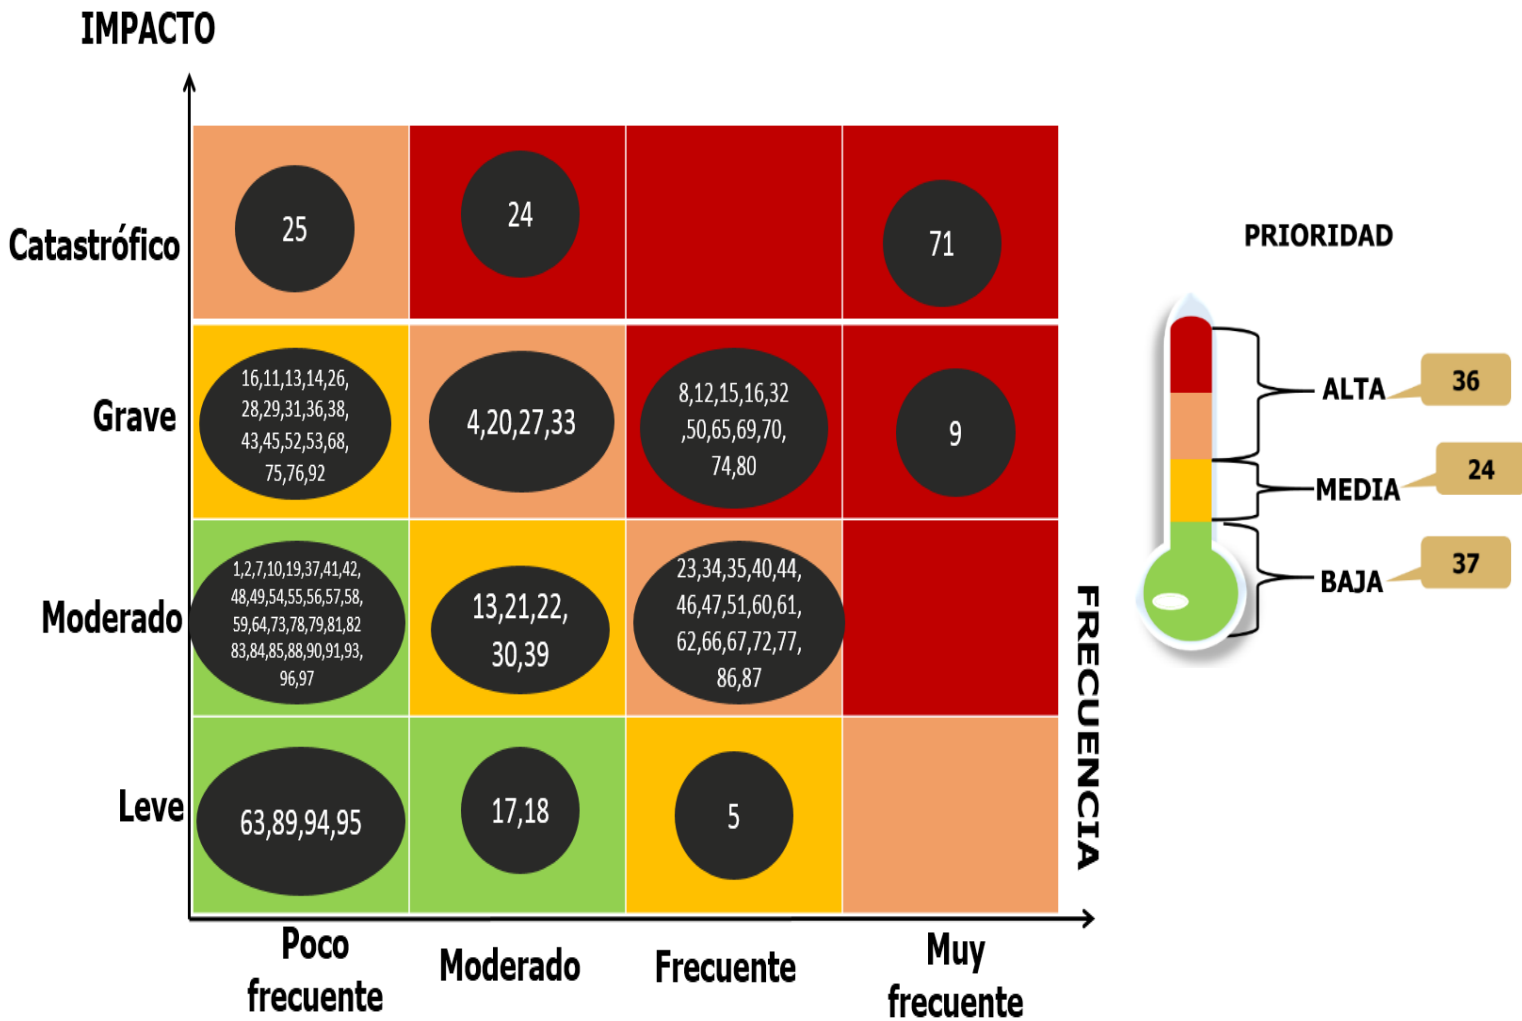 IMPACTO
Catastrófico
25
24
71
Grave
16,11,13,14,26,
28,29,31,36,38,
43,45,52,53,68,
75,76,92
4,20,27,33
8,12,15,16,32
,50,65,69,70,
74,80
9
Moderado
1,2,7,10,19,37,41,42,
48,49,54,55,56,57,58,
59,64,73,78,79,81,82
83,84,85,88,90,91,93,
96,97
13,21,22,
30,39
23,34,35,40,44,
46,47,51,60,61,
62,66,67,72,77,
86,87
Leve
63,89,94,95
17,18
5
Poco
frecuente
Moderado
Frecuente
Muy
frecuente
FRECUENCIA
PRIORIDAD
ALTA
36
MEDIA
24
BAJA
37